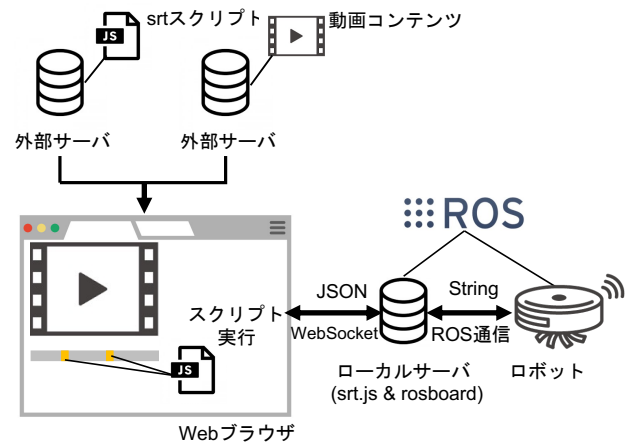 srtスクリプト
動画コンテンツ
JS
外部サーバ
外部サーバ
ROS
スクリプト
実行
JS
JSON
WebSocket
String
ROS通信
ローカルサーバ
(srt.js & rosboard)
ロボット
Webブラウザ